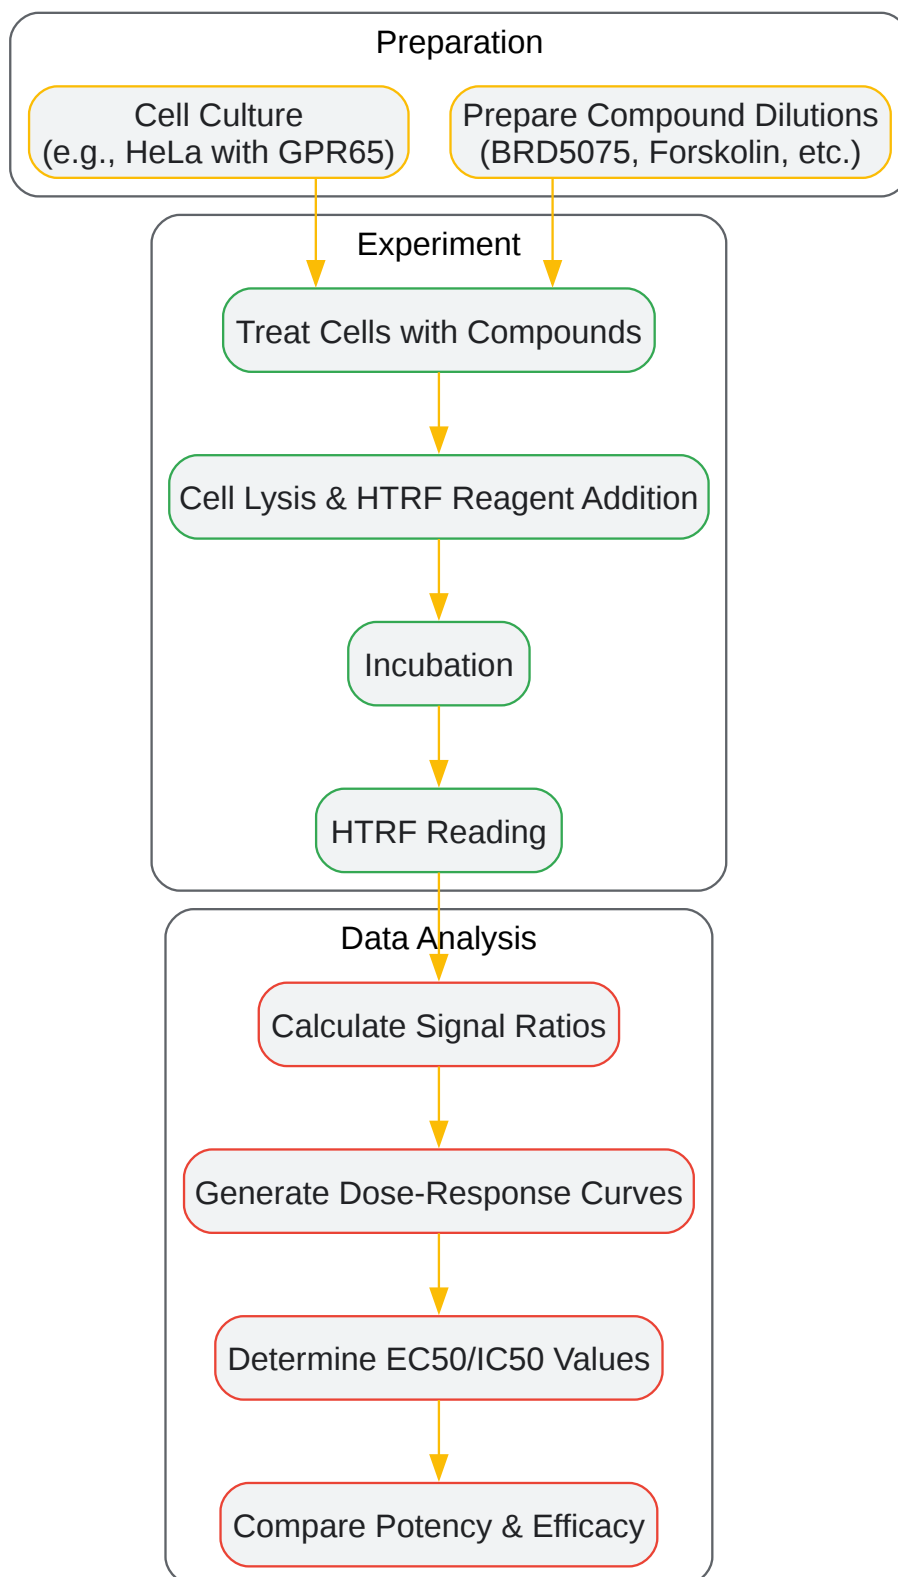 Preparation
Cell Culture
(e.g., HeLa with GPR65)
Prepare Compound Dilutions
(BRD5075, Forskolin, etc.)
Experiment
Treat Cells with Compounds
Cell Lysis & HTRF Reagent Addition
Incubation
HTRF Reading
Data Analysis
Calculate Signal Ratios
Generate Dose-Response Curves
Determine EC50/IC50 Values
Compare Potency & Efficacy